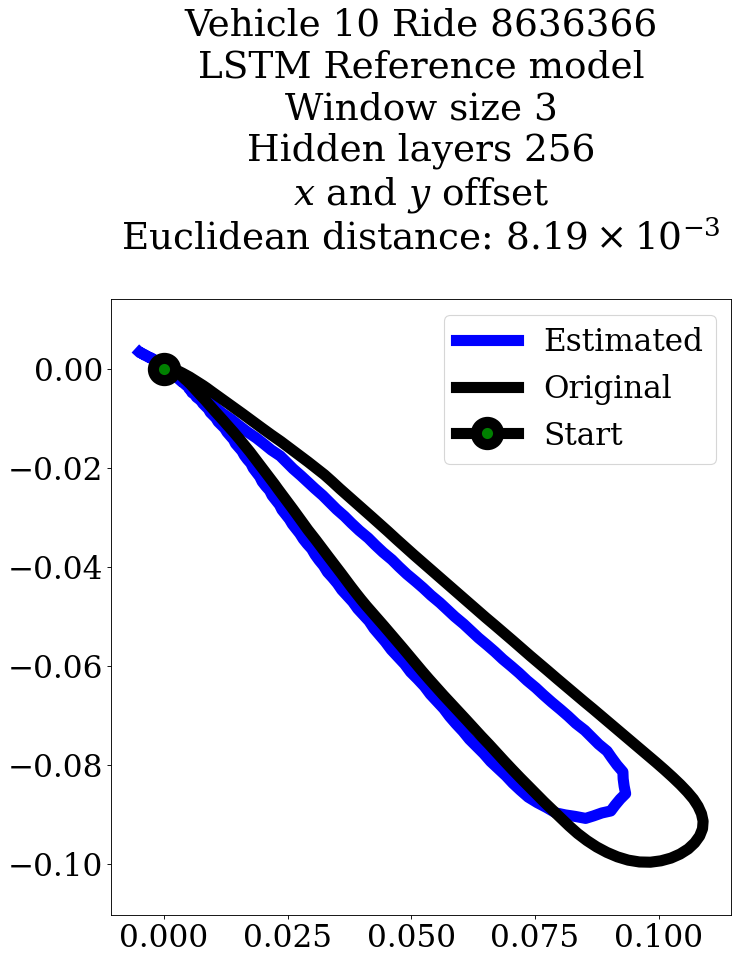 Vehicle 10 Ride 8636366
LSTM Reference model
Window size 3
Hidden layers 256
x and y offset
Euclidean distance: 8.19 × 10⁻³
Estimated
Original
Start
0.00
−0.02
−0.04
−0.06
−0.08
−0.10
0.000 0.025 0.050 0.075 0.100